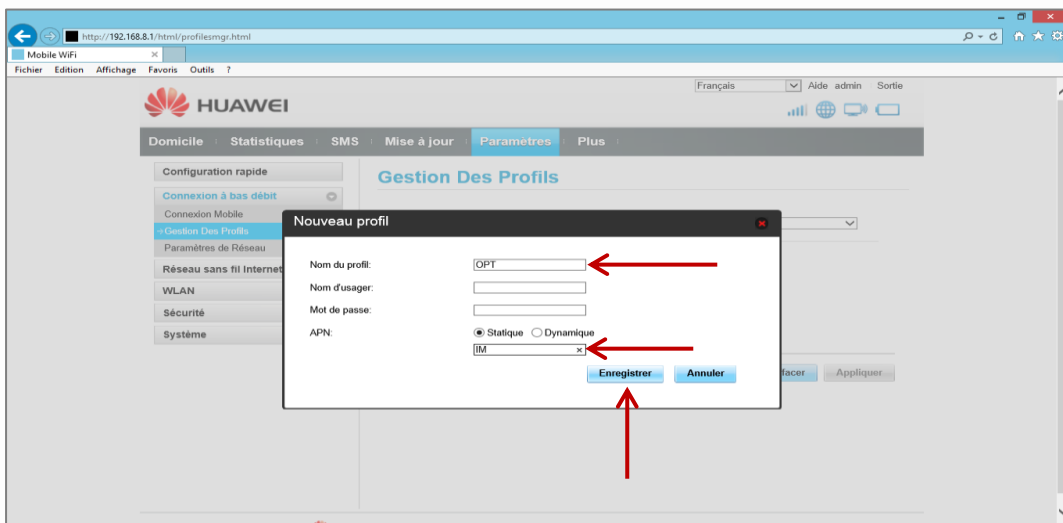 http://192.168.8.1/html/profilesmgr.html
Mobile WiFi
Fichier Edition Affichage Favoris Outils ?
Français Aide admin Sortie
HUAWEI
Domicile Statistiques SMS Mise à jour Paramètres Plus
Configuration rapide
Gestion Des Profils
Connexion à bas débit
Connexion Mobile
→Gestion Des Profils
Paramètres de Réseau
Réseau sans fil Internet
WLAN
Sécurité
Système
Nouveau profil
Nom du profil: OPT
Nom d'usager:
Mot de passe:
APN: Statique Dynamique
IM ×
Enregistrer Annuler
facer Appliquer